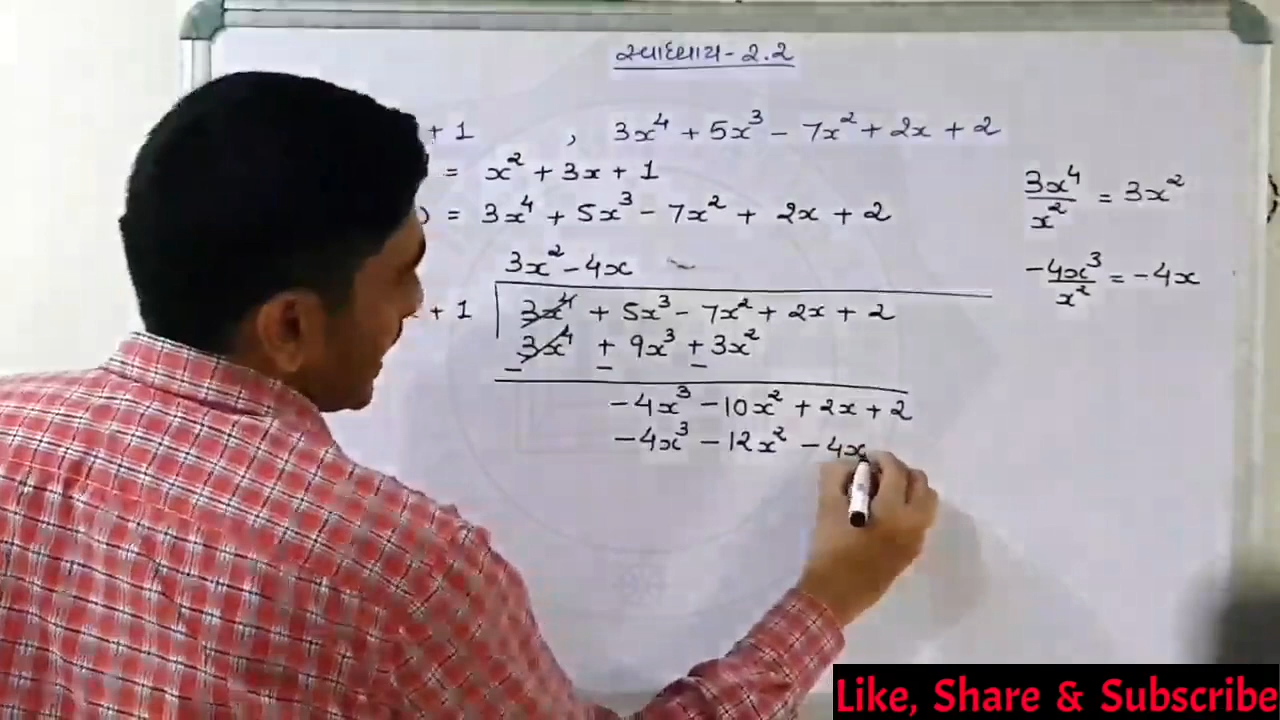 સ્વાધ્યાય - 2.2
+ 1 , 3x⁴ + 5x³ - 7x² + 2x + 2
= x² + 3x + 1
) = 3x⁴ + 5x³ - 7x² + 2x + 2
3x⁴/x² = 3x²
-4x³/x² = -4x
3x² - 4x
+ 1 3x⁴ + 5x³ - 7x² + 2x + 2
3x⁴ + 9x³ + 3x²
- - -
-4x³ - 10x² + 2x + 2
-4x³ - 12x² - 4x
Like, Share & Subscribe